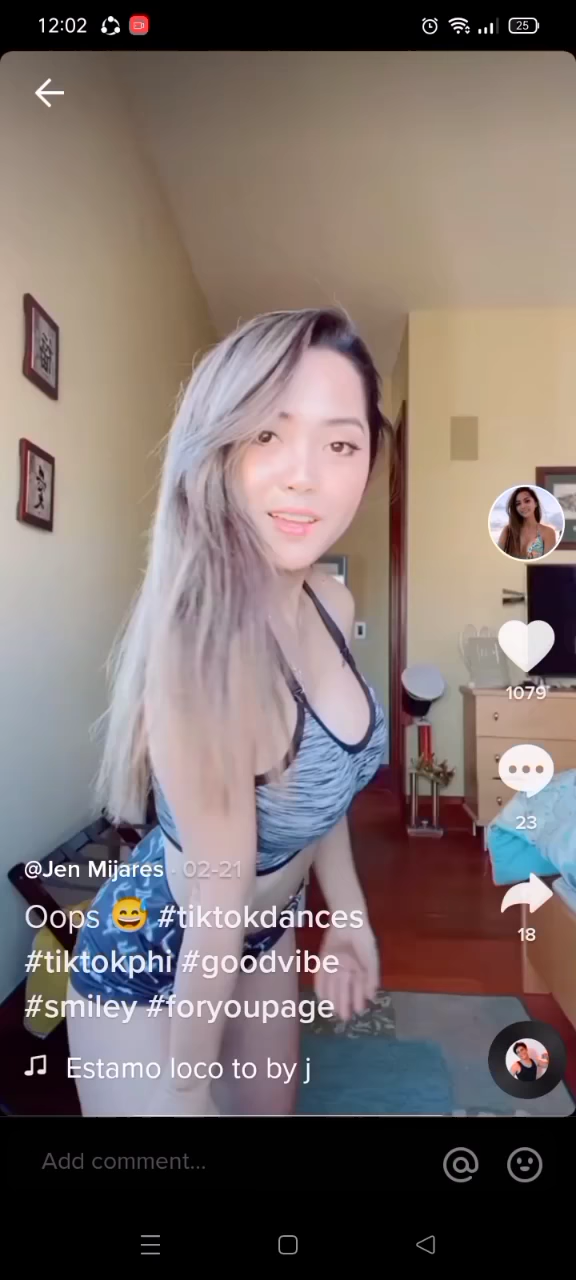 12:02
25
1079
23
@Jen Mijares · 02-21
Oops 😅 #tiktokdances
18
#tiktokphi #goodvibe
#smiley #foryoupage
Estamo loco to by j
Add comment...